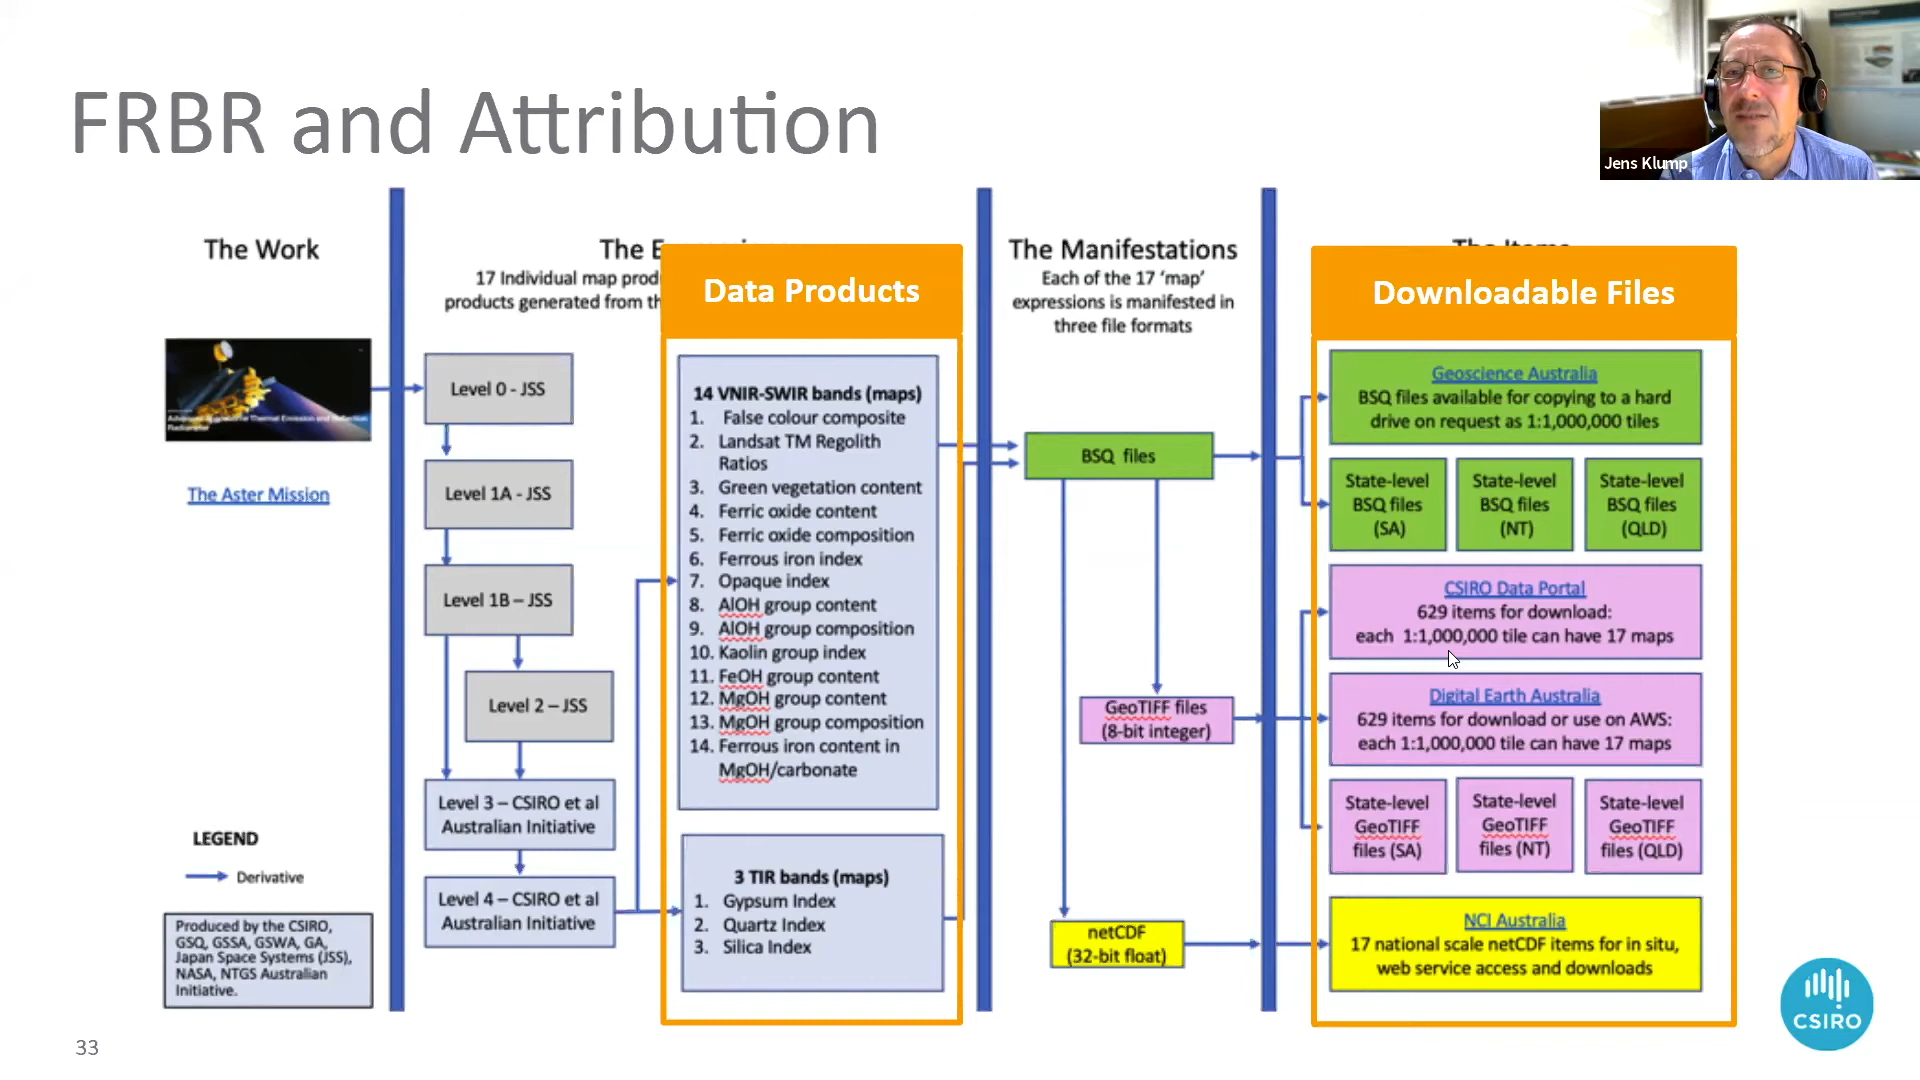 FRBR and Attribution
Jens Klump
The Work
The Aster Mission
LEGEND
Derivative
Produced by the CSIRO,
GSQ, GSSA, GSWA, GA,
Japan Space Systems (JSS),
NASA, NTGS Australian
Initiative.
The E
17 Individual map prod
products generated from th
Level 0 - JSS
Level 1A - JSS
Level 1B – JSS
Level 2 – JSS
Level 3 – CSIRO et al
Australian Initiative
Level 4 – CSIRO et al
Australian Initiative
Data Products
14 VNIR-SWIR bands (maps)
1. False colour composite
2. Landsat TM Regolith
Ratios
3. Green vegetation content
4. Ferric oxide content
5. Ferric oxide composition
6. Ferrous iron index
7. Opaque index
8. AlOH group content
9. AlOH group composition
10. Kaolin group index
11. FeOH group content
12. MgOH group content
13. MgOH group composition
14. Ferrous iron content in
MgOH/carbonate
3 TIR bands (maps)
1. Gypsum Index
2. Quartz Index
3. Silica Index
The Manifestations
Each of the 17 ‘map’
expressions is manifested in
three file formats
BSQ files
GeoTIFF files
(8-bit integer)
netCDF
(32-bit float)
Downloadable Files
Geoscience Australia
BSQ files available for copying to a hard
drive on request as 1:1,000,000 tiles
State-level
BSQ files
(SA)
State-level
BSQ files
(NT)
State-level
BSQ files
(QLD)
CSIRO Data Portal
629 items for download:
each 1:1,000,000 tile can have 17 maps
Digital Earth Australia
629 items for download or use on AWS:
each 1:1,000,000 tile can have 17 maps
State-level
GeoTIFF
files (SA)
State-level
GeoTIFF
files (NT)
State-level
GeoTIFF
files (QLD)
NCI Australia
17 national scale netCDF items for in situ,
web service access and downloads
CSIRO
33